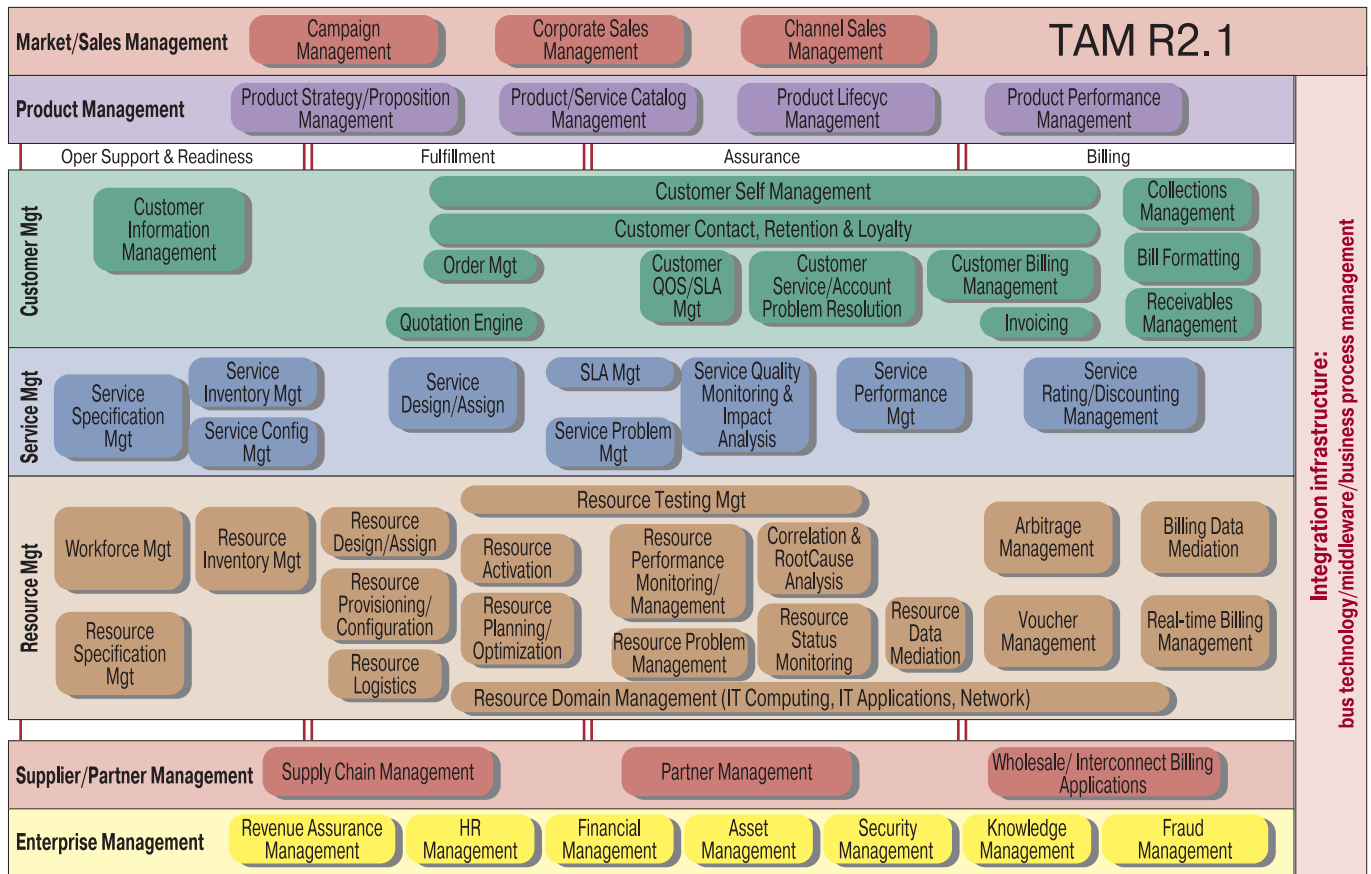 Market/Sales Management
Campaign
Management
Corporate Sales
Management
Channel Sales
Management
TAM R2.1
Product Management
Product Strategy/Proposition
Management
Product/Service Catalog
Management
Product Lifecyc
Management
Product Performance
Management
Oper Support & Readiness
Fulfillment
Assurance
Billing
Customer Mgt
Customer
Information
Management
Customer Self Management
Customer Contact, Retention & Loyalty
Order Mgt
Quotation Engine
Customer
QOS/SLA
Mgt
Customer
Service/Account
Problem Resolution
Customer Billing
Management
Invoicing
Collections
Management
Bill Formatting
Receivables
Management
Service Mgt
Service
Specification
Mgt
Service
Inventory Mgt
Service Config
Mgt
Service
Design/Assign
SLA Mgt
Service Problem
Mgt
Service Quality
Monitoring &
Impact
Analysis
Service
Performance
Mgt
Service
Rating/Discounting
Management
Resource Mgt
Workforce Mgt
Resource
Inventory Mgt
Resource
Specification
Mgt
Resource
Design/Assign
Resource
Provisioning/
Configuration
Resource
Logistics
Resource Testing Mgt
Resource
Activation
Resource
Planning/
Optimization
Resource
Performance
Monitoring/
Management
Resource Problem
Management
Correlation &
RootCause
Analysis
Resource
Status
Monitoring
Resource
Data
Mediation
Arbitrage
Management
Billing Data
Mediation
Voucher
Management
Real-time Billing
Management
Resource Domain Management (IT Computing, IT Applications, Network)
Supplier/Partner Management
Supply Chain Management
Partner Management
Wholesale/ Interconnect Billing
Applications
Enterprise Management
Revenue Assurance
Management
HR
Management
Financial
Management
Asset
Management
Security
Management
Knowledge
Management
Fraud
Management
Integration infrastructure:
bus technology/middleware/business process management